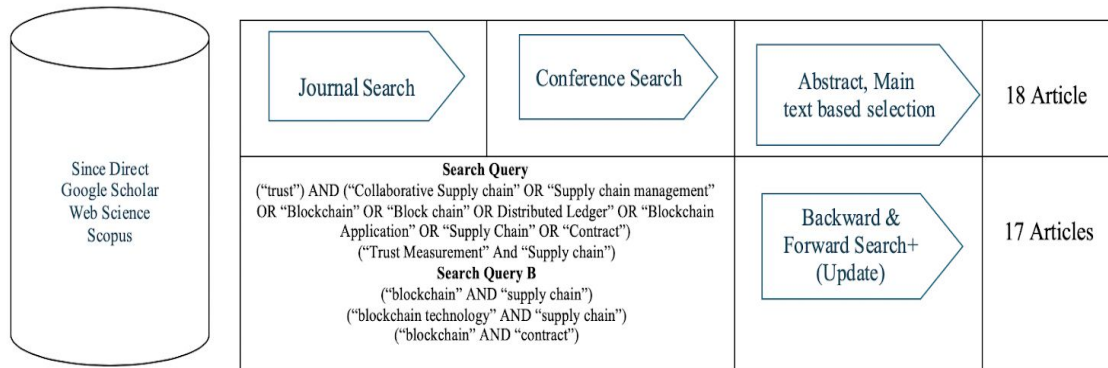 Since Direct
Google Scholar
Web Science
Scopus
Journal Search
Conference Search
Abstract, Main
text based selection
18 Article
Search Query
(“trust”) AND (“Collaborative Supply chain” OR “Supply chain management”
OR “Blockchain” OR “Block chain” OR Distributed Ledger” OR “Blockchain
Application” OR “Supply Chain” OR “Contract”)
(“Trust Measurement” And “Supply chain”)
Search Query B
(“blockchain” AND “supply chain”)
(“blockchain technology” AND “supply chain”)
(“blockchain” AND “contract”)
Backward &
Forward Search+
(Update)
17 Articles